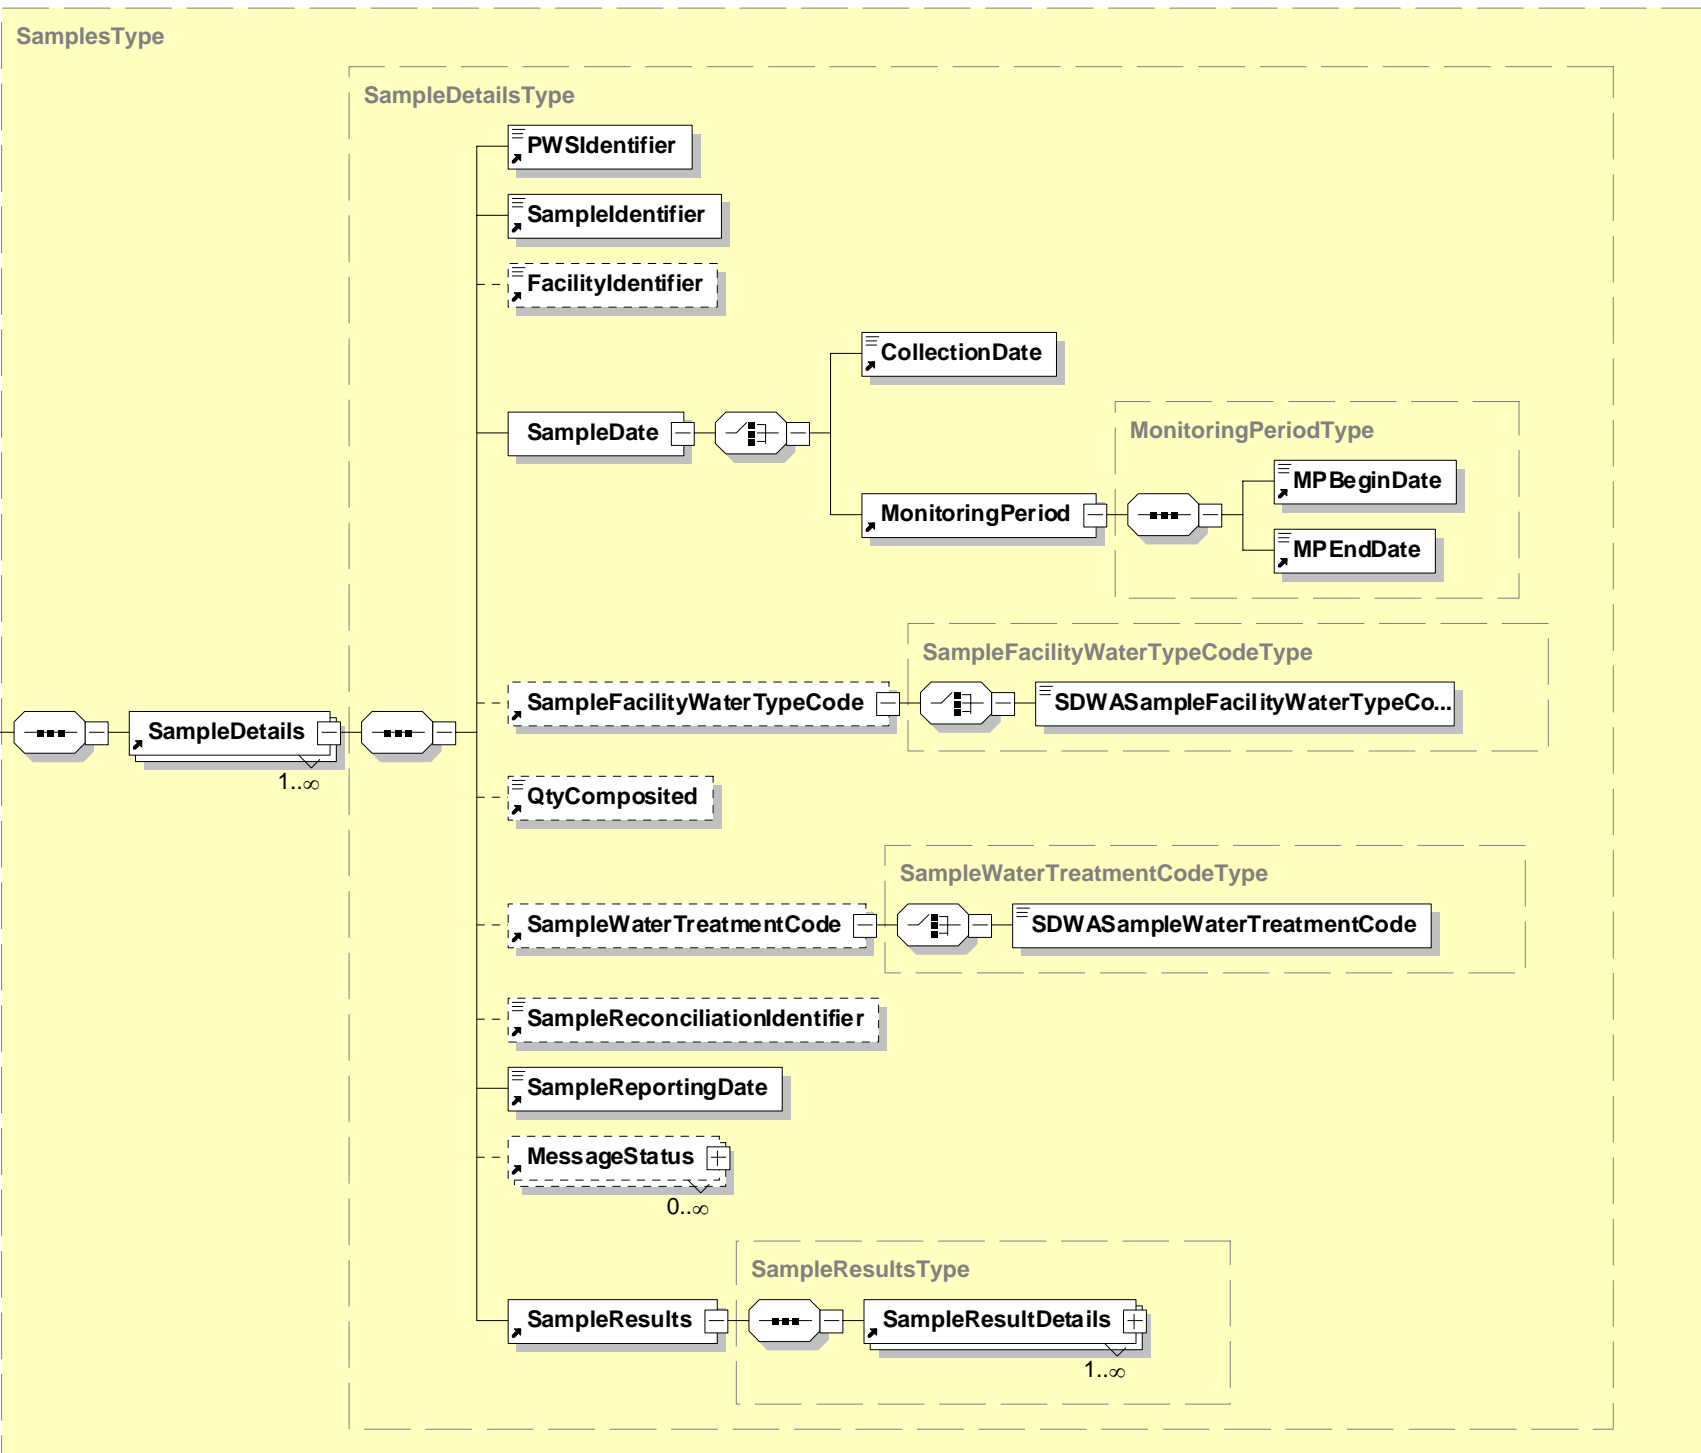 SamplesType
SampleDetailsType
PWSIdentifier
SampleIdentifier
FacilityIdentifier
CollectionDate
SampleDate
MonitoringPeriodType
MPBeginDate
MonitoringPeriod
MPEndDate
SampleFacilityWaterTypeCodeType
SampleFacilityWaterTypeCode
SDWASampleFacilityWaterTypeCo...
SampleDetails
1..∞
QtyComposited
SampleWaterTreatmentCodeType
SampleWaterTreatmentCode
SDWASampleWaterTreatmentCode
SampleReconciliationIdentifier
SampleReportingDate
MessageStatus
0..∞
SampleResultsType
SampleResults
SampleResultDetails
1..∞